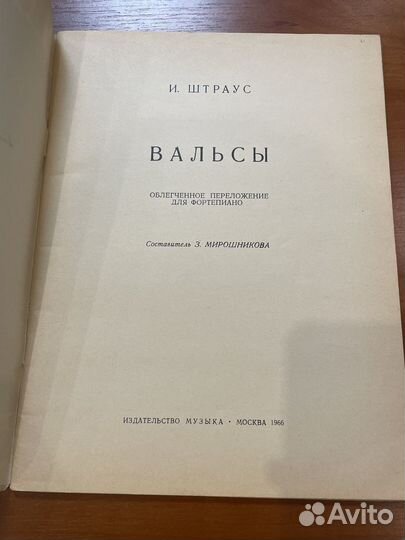 И. ШТРАУС
ВАЛЬСЫ
ОБЛЕГЧЕННОЕ ПЕРЕЛОЖЕНИЕ
ДЛЯ ФОРТЕПИАНО
Составитель З. МИРОШНИКОВА
ИЗДАТЕЛЬСТВО МУЗЫКА • МОСКВА 1966
Avito